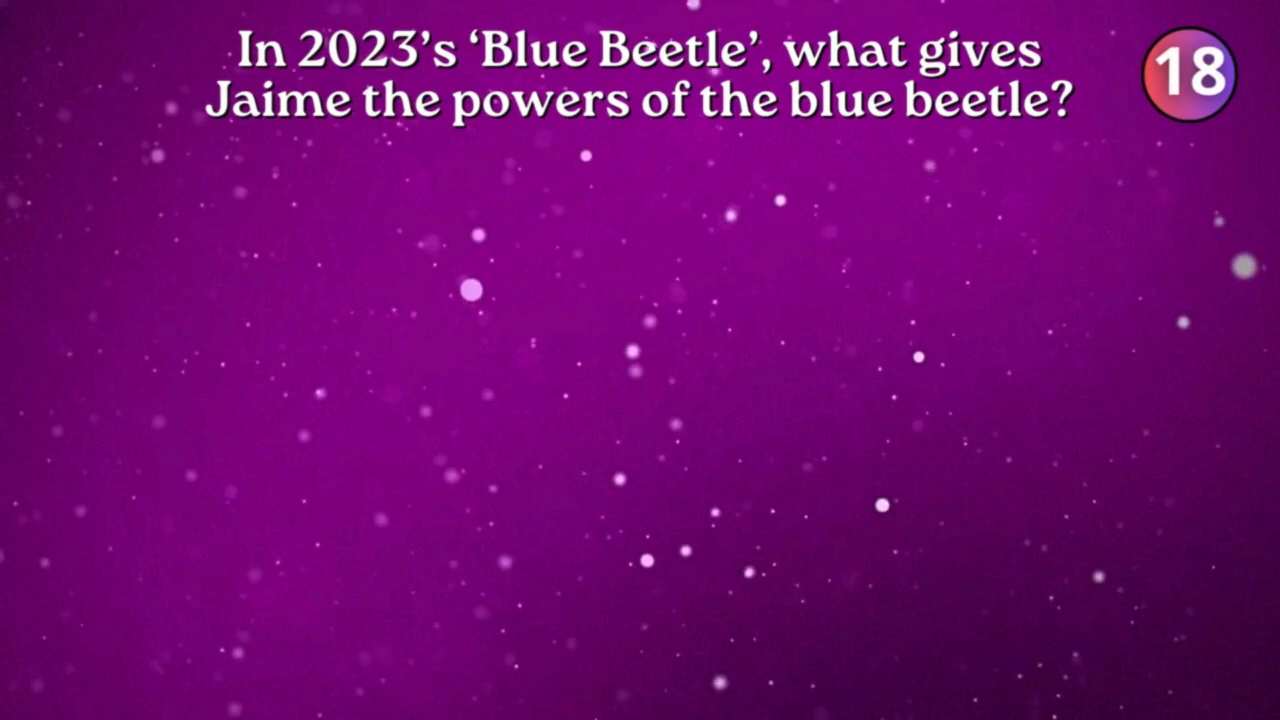 In 2023’s ‘Blue Beetle’, what gives
Jaime the powers of the blue beetle?
18